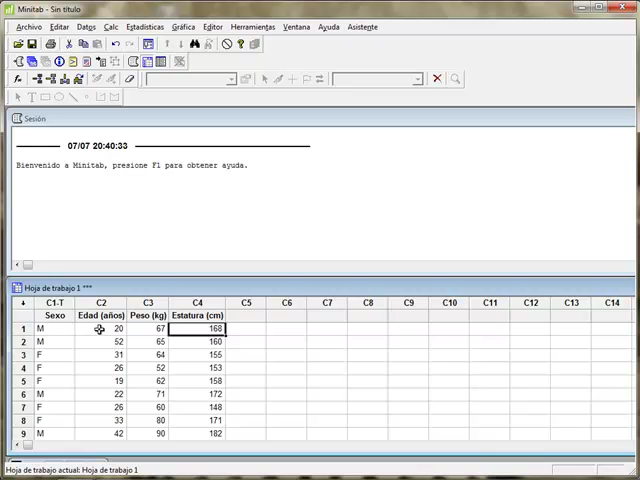 Minitab - Sin título
Archivo Editar Datos Calc Estadísticas Gráfica Editor Herramientas Ventana Ayuda Asistente
Sesión
07/07 20:40:33
Bienvenido a Minitab, presione F1 para obtener ayuda.
Hoja de trabajo 1 ***
C1-T C2 C3 C4 C5 C6 C7 C8 C9 C10 C11 C12 C13 C14
Sexo Edad (años) Peso (kg) Estatura (cm)
1 M 20 67 168
2 M 52 65 160
3 F 31 64 155
4 F 26 52 153
5 F 19 62 158
6 M 22 71 172
7 F 26 60 148
8 F 33 80 171
9 M 42 90 182
Hoja de trabajo actual: Hoja de trabajo 1